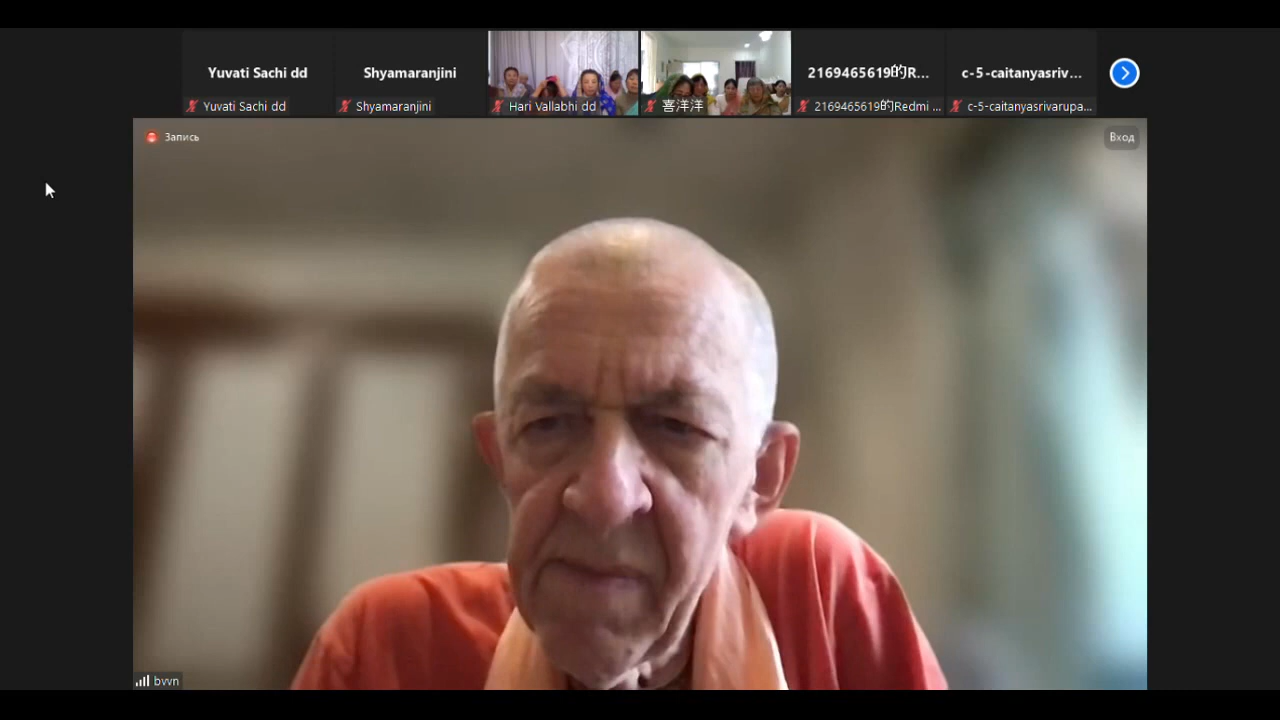 Yuvati Sachi dd
Shyamaranjini
2169465619的R...
c-5-caitanyasriv...
Yuvati Sachi dd
Shyamaranjini
Hari Vallabhi dd
喜洋洋
2169465619的Redmi ...
c-5-caitanyasrivarupa...
Запись
Вход
bvvn